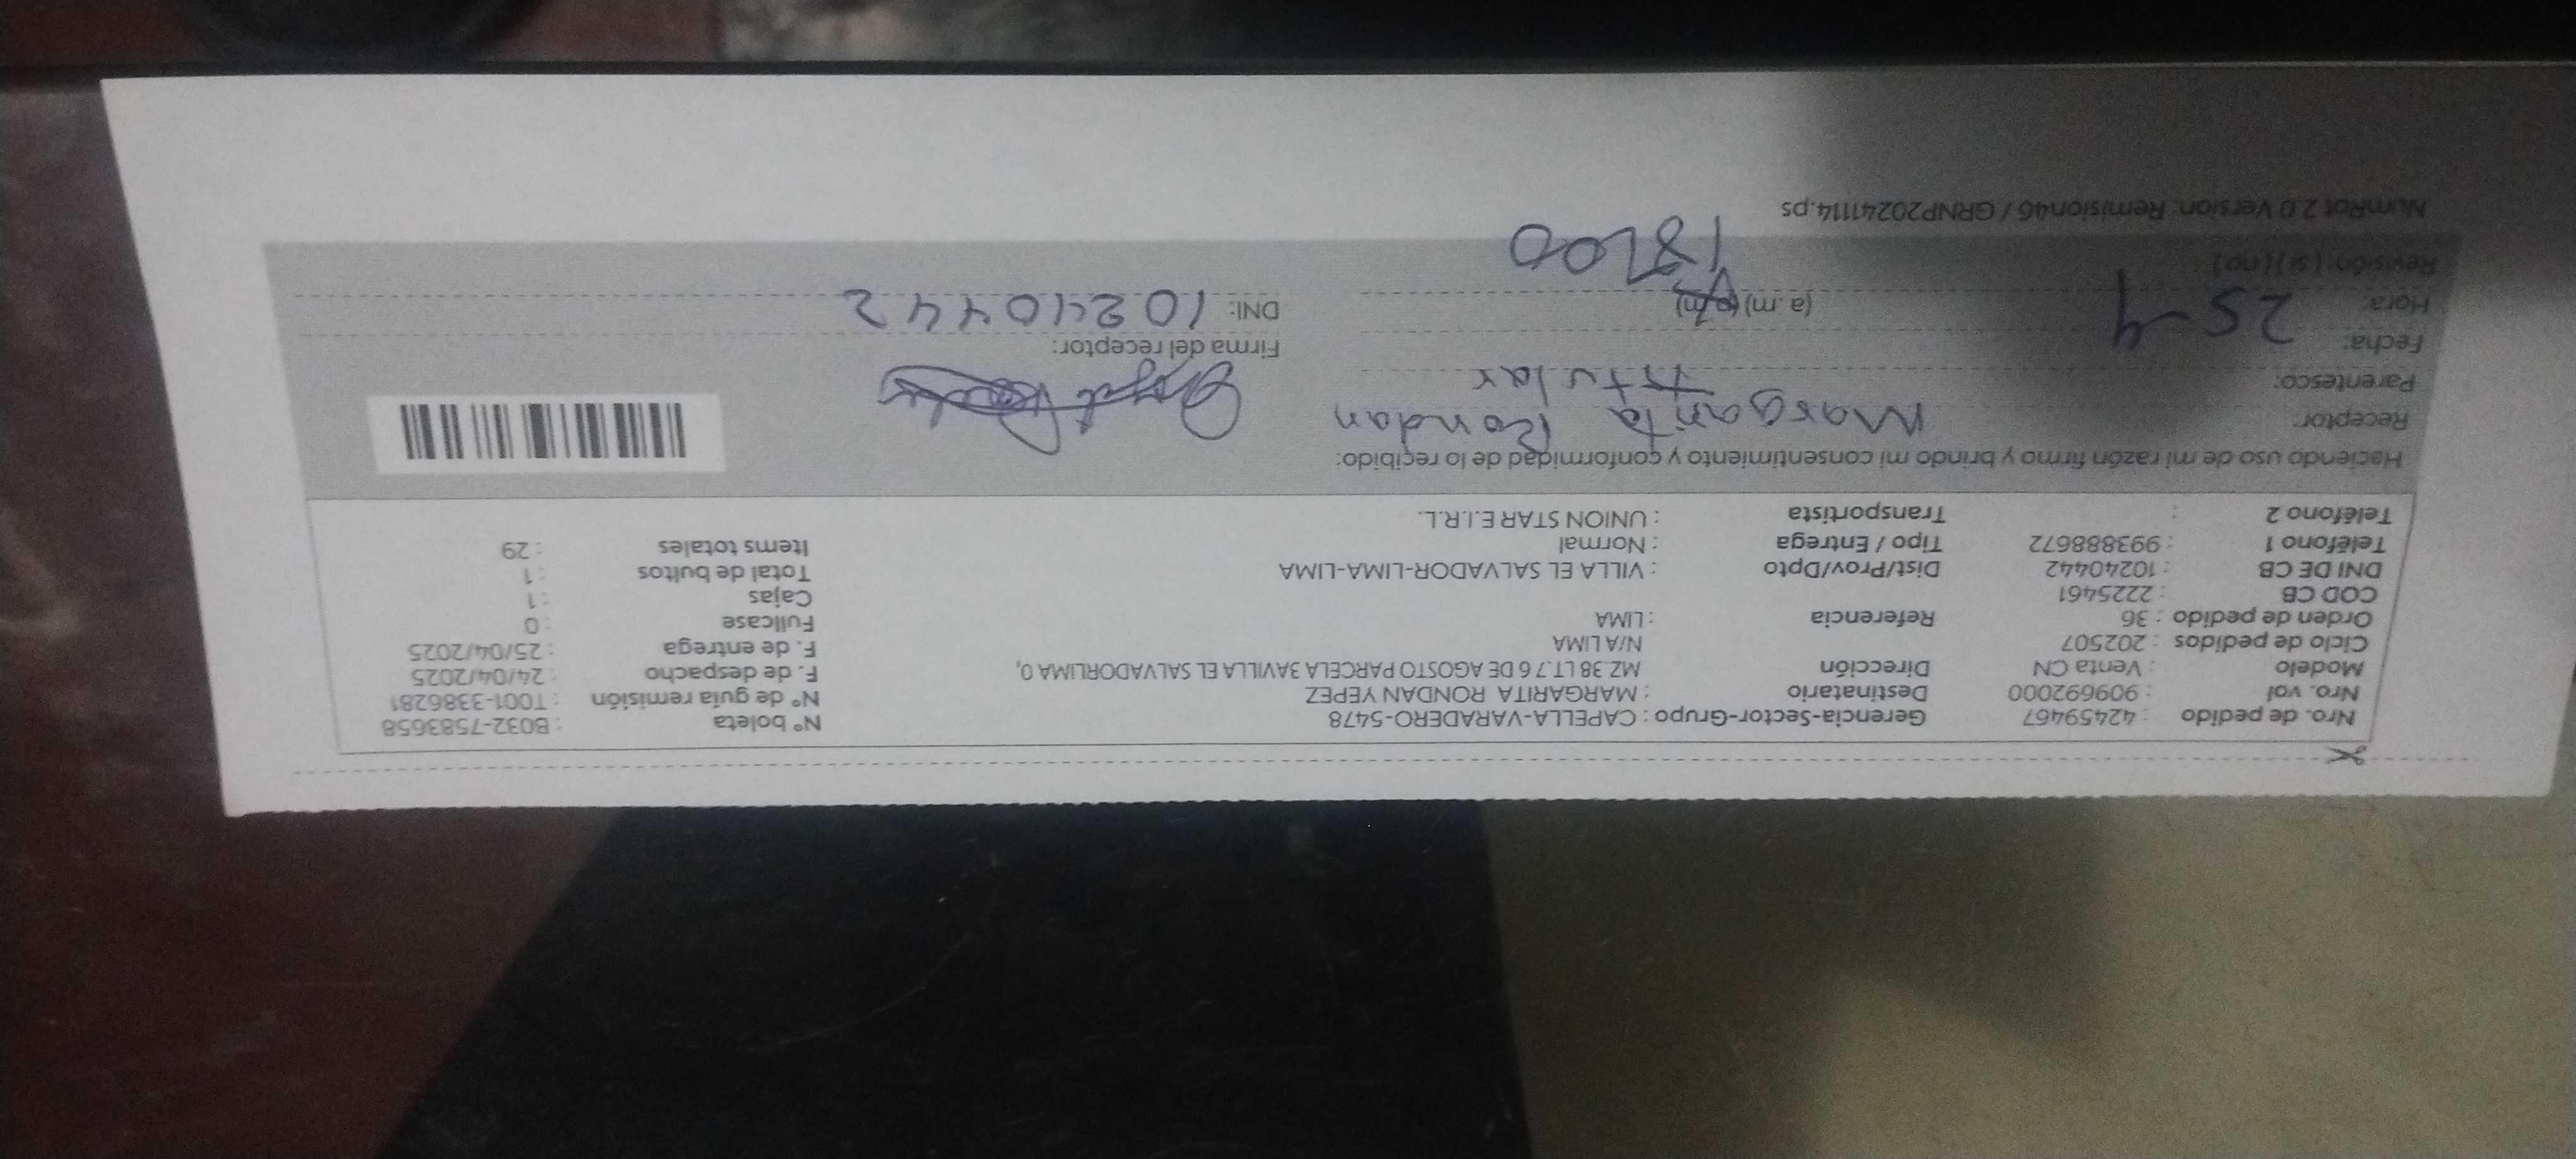 Nro. de pedido : 42459467 Gerencia-Sector-Grupo : CAPELLA-VARADERO-5478 N° boleta : B032-7583658
Nro. vol : 909692000 Destinatario : MARGARITA RONDAN YEPEZ N° de guía remisión : T001-3386281
Modelo : Venta CN Dirección MZ.38 LT.7 6 DE AGOSTO PARCELA 3AVILLA EL SALVADORLIMA 0, F. de despacho : 24/04/2025
Ciclo de pedidos : 202507 N/A LIMA F. de entrega : 25/04/2025
Orden de pedido : 36 Referencia : LIMA Fullcase : 0
COD CB : 2225461 Cajas : 1
DNI DE CB : 10240442 Dist/Prov/Dpto : VILLA EL SALVADOR-LIMA-LIMA Total de bultos : 1
Teléfono 1 : 993888672 Tipo / Entrega : Normal Items totales : 29
Teléfono 2 : Transportista : UNION STAR E.I.R.L.
Haciendo uso de mi razón firmo y brindo mi consentimiento y conformidad de lo recibido:
Receptor: Margarita Rondan
Parentesco: titular
Fecha: 25-4 Firma del receptor:
Hora: (a. m) (p. m) DNI: 10240442
Revisión: [ si ] [ no ] 18:00
NumRot 2.0 Version: Remision46 / GRNP20241114.ps